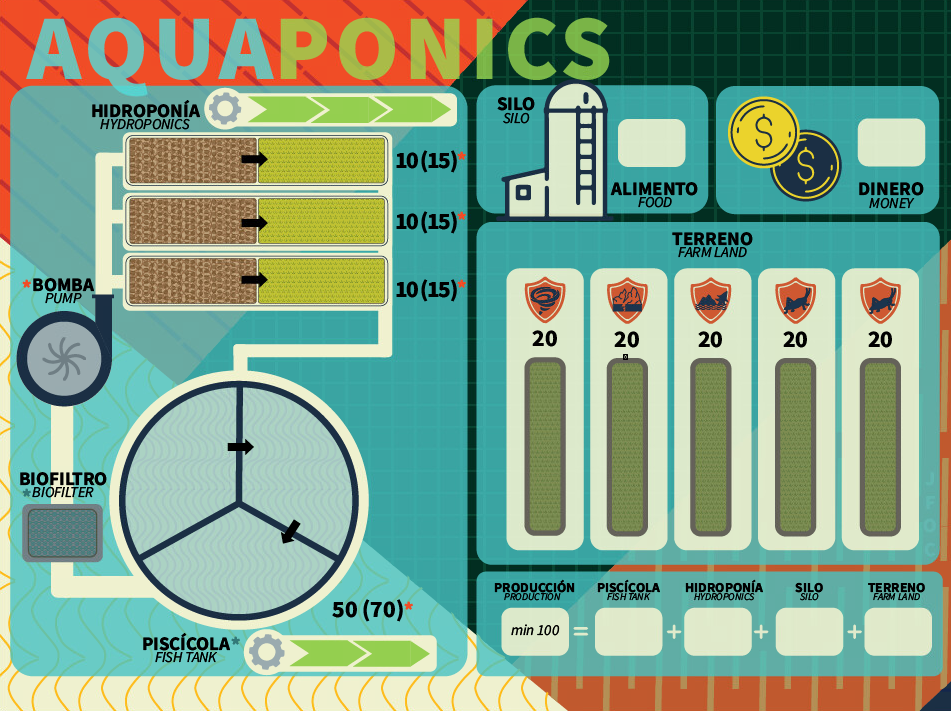 AQUAPONICS
HIDROPONÍA
HYDROPONICS
10 (15)*
10 (15)*
10 (15)*
*BOMBA
PUMP
BIOFILTRO
*BIOFILTER
50 (70)*
PISCÍCOLA*
FISH TANK
SILO
SILO
ALIMENTO
FOOD
$
$
DINERO
MONEY
TERRENO
FARM LAND
20 20 20 20 20
PRODUCCIÓN PISCÍCOLA HIDROPONÍA SILO TERRENO
PRODUCTION FISH TANK HYDROPONICS SILO FARM LAND
min 100 = + + +